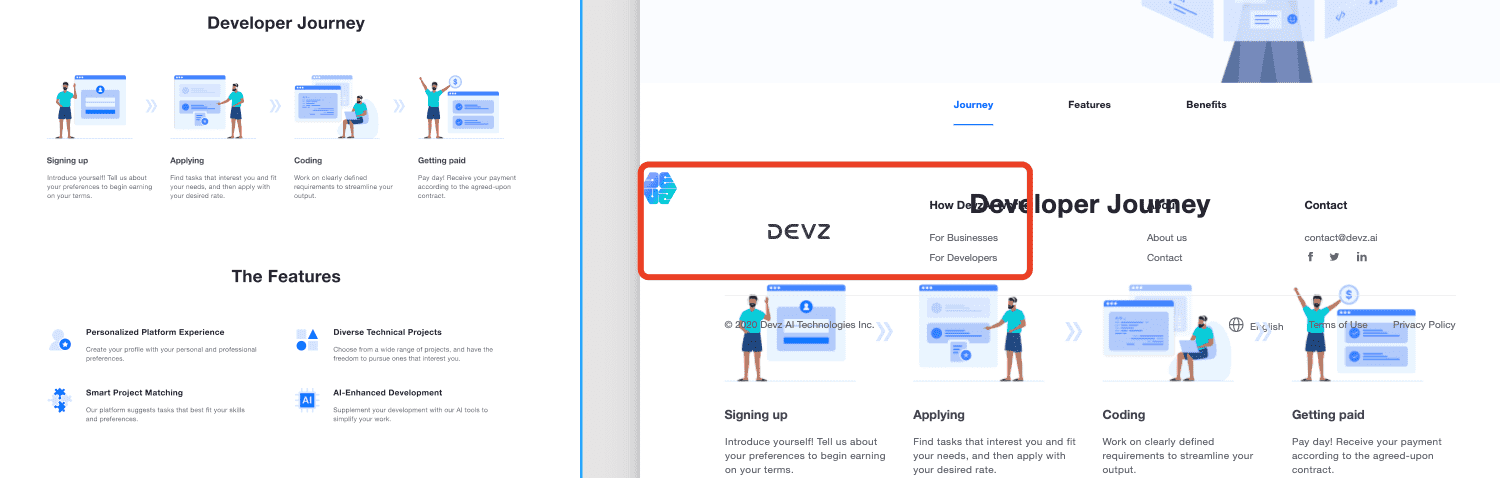 Developer Journey
Signing up
Introduce yourself! Tell us about
your preferences to begin earning
on your terms.
Applying
Find tasks that interest you and fit
your needs, and then apply with
your desired rate.
Coding
Work on clearly defined
requirements to streamline your
output.
Getting paid
Pay day! Receive your payment
according to the agreed-upon
contract.
The Features
Personalized Platform Experience
Create your profile with your personal and professional
preferences.
Diverse Technical Projects
Choose from a wide range of projects, and have the
freedom to pursue ones that interest you.
Smart Project Matching
Our platform suggests tasks that best fit your skills
and preferences.
AI
AI-Enhanced Development
Supplement your development with our AI tools to
simplify your work.
Journey
Features
Benefits
Developer Journey
How Devz
Contact
DEVZ
For Businesses
About us
contact@devz.ai
For Developers
Contact
© 2020 Devz AI Technologies Inc.
English
Terms of Use
Privacy Policy
Signing up
Introduce yourself! Tell us about
your preferences to begin earning
on your terms.
Applying
Find tasks that interest you and fit
your needs, and then apply with
your desired rate.
Coding
Work on clearly defined
requirements to streamline your
output.
Getting paid
Pay day! Receive your payment
according to the agreed-upon
contract.